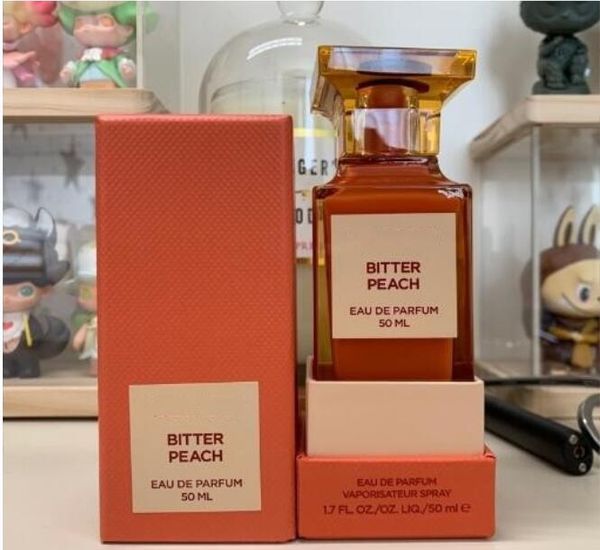 BITTER
PEACH
EAU DE PARFUM
50 ML
BITTER
PEACH
EAU DE PARFUM
50 ML
EAU DE PARFUM
VAPORISATEUR SPRAY
1.7 FL. OZ./OZ. LIQ./50 ml e